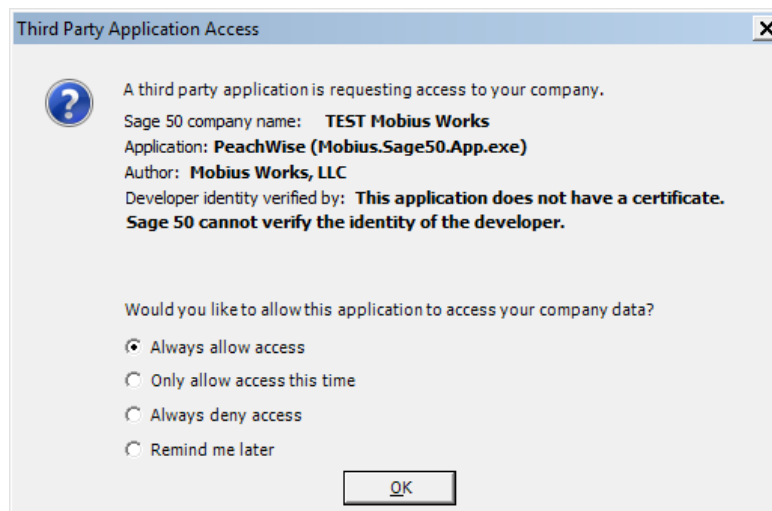 Third Party Application Access
A third party application is requesting access to your company.
Sage 50 company name: TEST Mobius Works
Application: PeachWise (Mobius.Sage50.App.exe)
Author: Mobius Works, LLC
Developer identity verified by: This application does not have a certificate.
Sage 50 cannot verify the identity of the developer.
Would you like to allow this application to access your company data?
Always allow access
Only allow access this time
Always deny access
Remind me later
OK